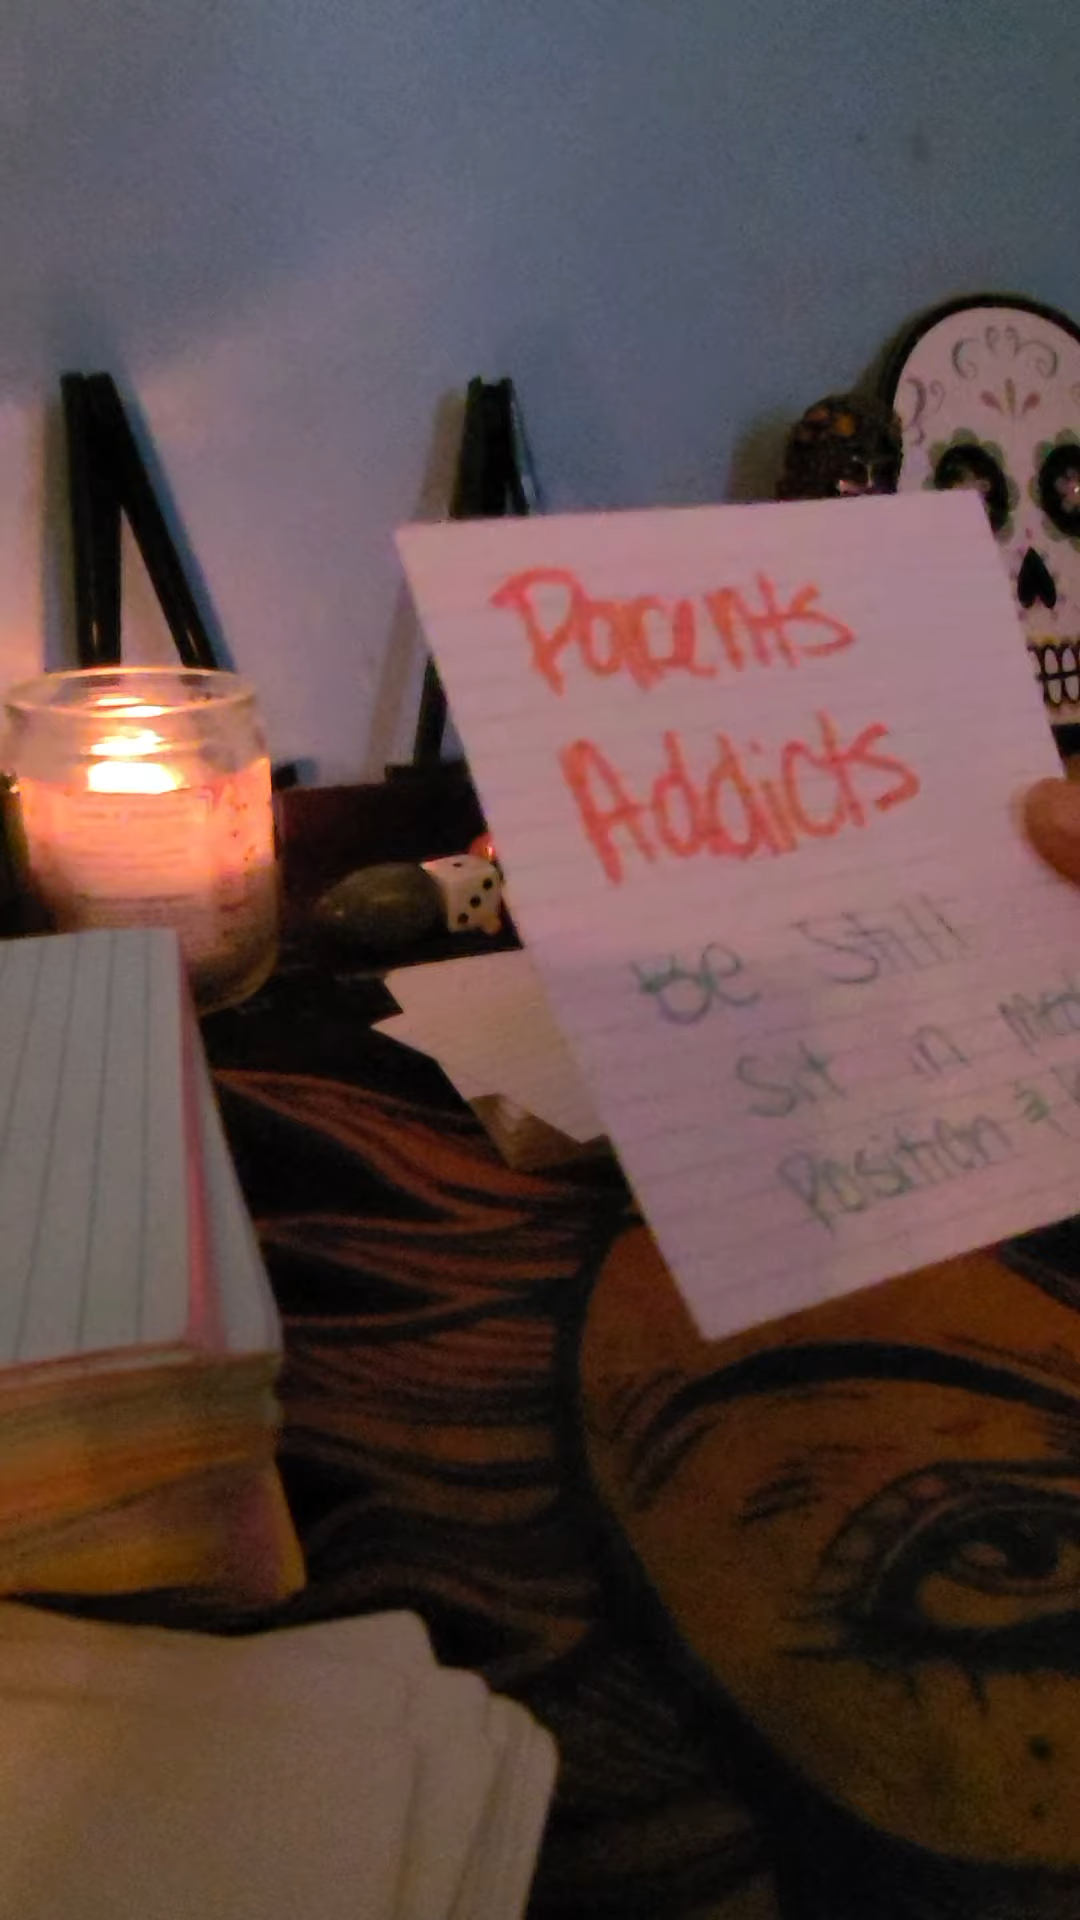 Parents
Addicts
Be Still
Sit in
Position &